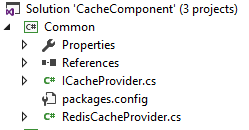 Solution 'CacheComponent' (3 projects)
C# Common
Properties
References
C# ICacheProvider.cs
packages.config
C# RedisCacheProvider.cs